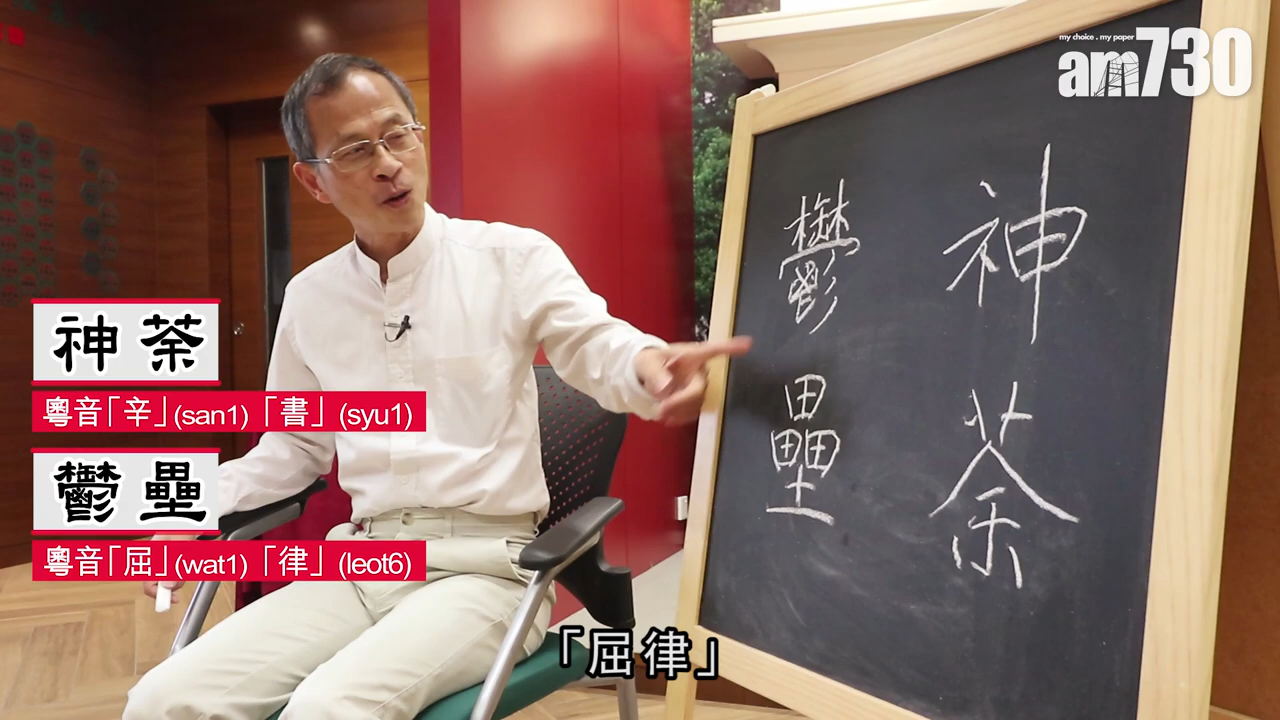 my choice . my paper
am730
神荼
粵音「辛」(san1)「書」(syu1)
鬱壘
粵音「屈」(wat1)「律」(leot6)
神荼
鬱壘
「屈律」